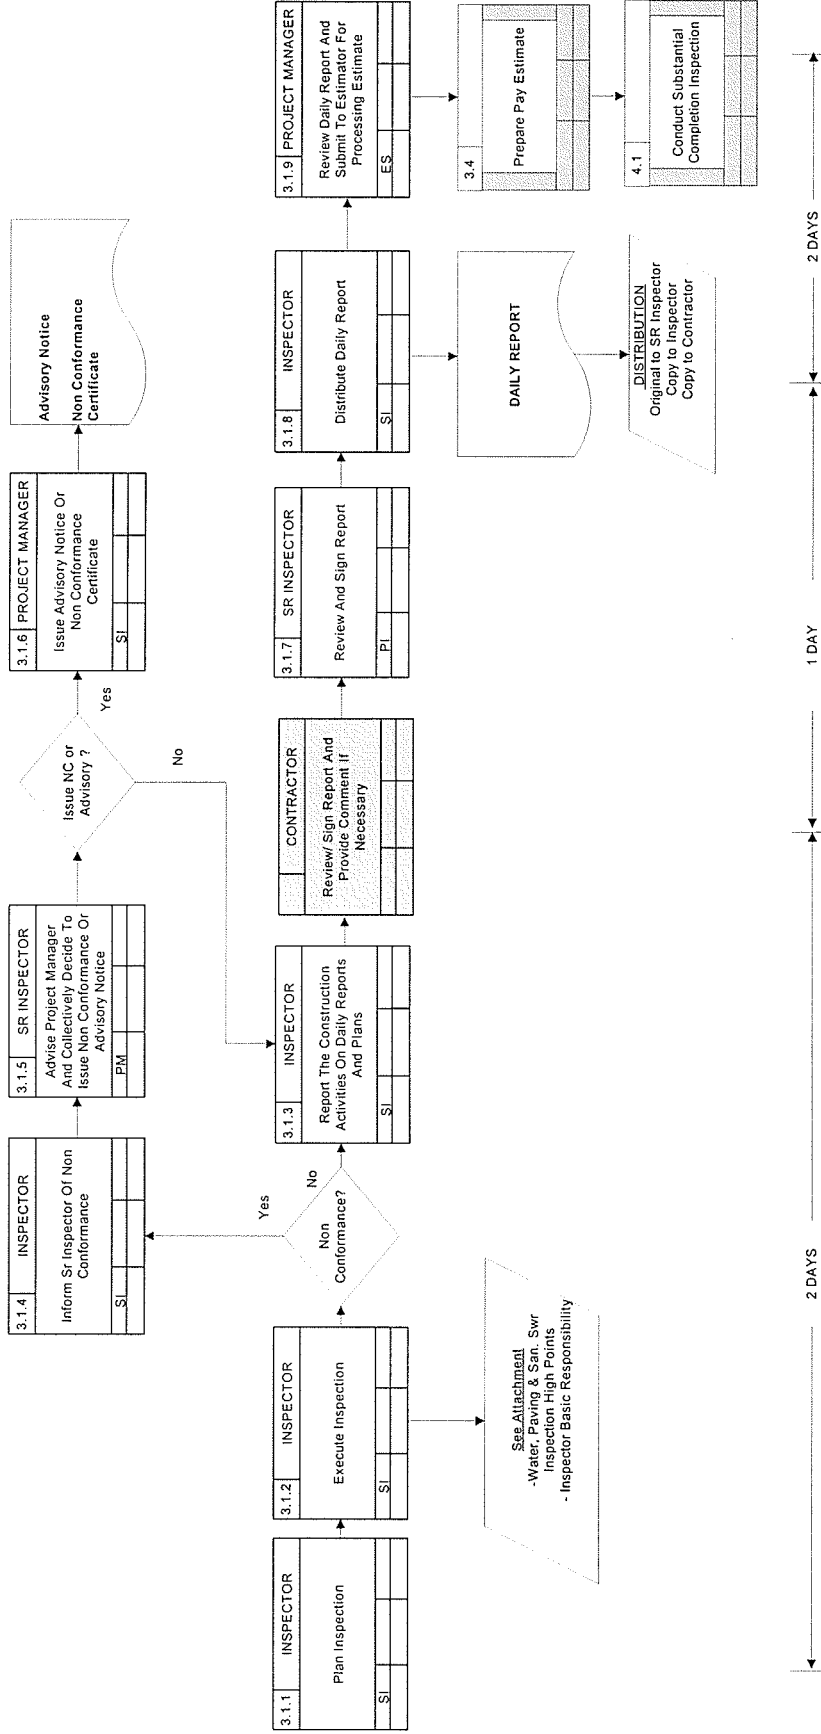 3.1.4 INSPECTOR
Inform Sr Inspector Of Non
Conformance
SI
3.1.5 SR INSPECTOR
Advise Project Manager
And Collectively Decide To
Issue Non Conformance Or
Advisory Notice
PM
Issue NC or
Advisory ?
Yes
No
3.1.6 PROJECT MANAGER
Issue Advisory Notice Or
Non Conformance
Certificate
SI
Advisory Notice
Non Conformance
Certificate
3.1.1 INSPECTOR
Plan Inspection
SI
3.1.2 INSPECTOR
Execute Inspection
SI
Non
Conformance?
Yes
No
3.1.3 INSPECTOR
Report The Construction
Activities On Daily Reports
And Plans
SI
CONTRACTOR
Review/ Sign Report And
Provide Comment If
Necessary
3.1.7 SR INSPECTOR
Review And Sign Report
PI
3.1.8 INSPECTOR
Distribute Daily Report
SI
3.1.9 PROJECT MANAGER
Review Daily Report And
Submit To Estimator For
Processing Estimate
ES
See Attachment
-Water, Paving & San. Swr
Inspection High Points
- Inspector Basic Responsibility
DAILY REPORT
DISTRIBUTION
Original to SR Inspector
Copy to Inspector
Copy to Contractor
3.4
Prepare Pay Estimate
4.1
Conduct Substantial
Completion Inspection
2 DAYS
1 DAY
2 DAYS